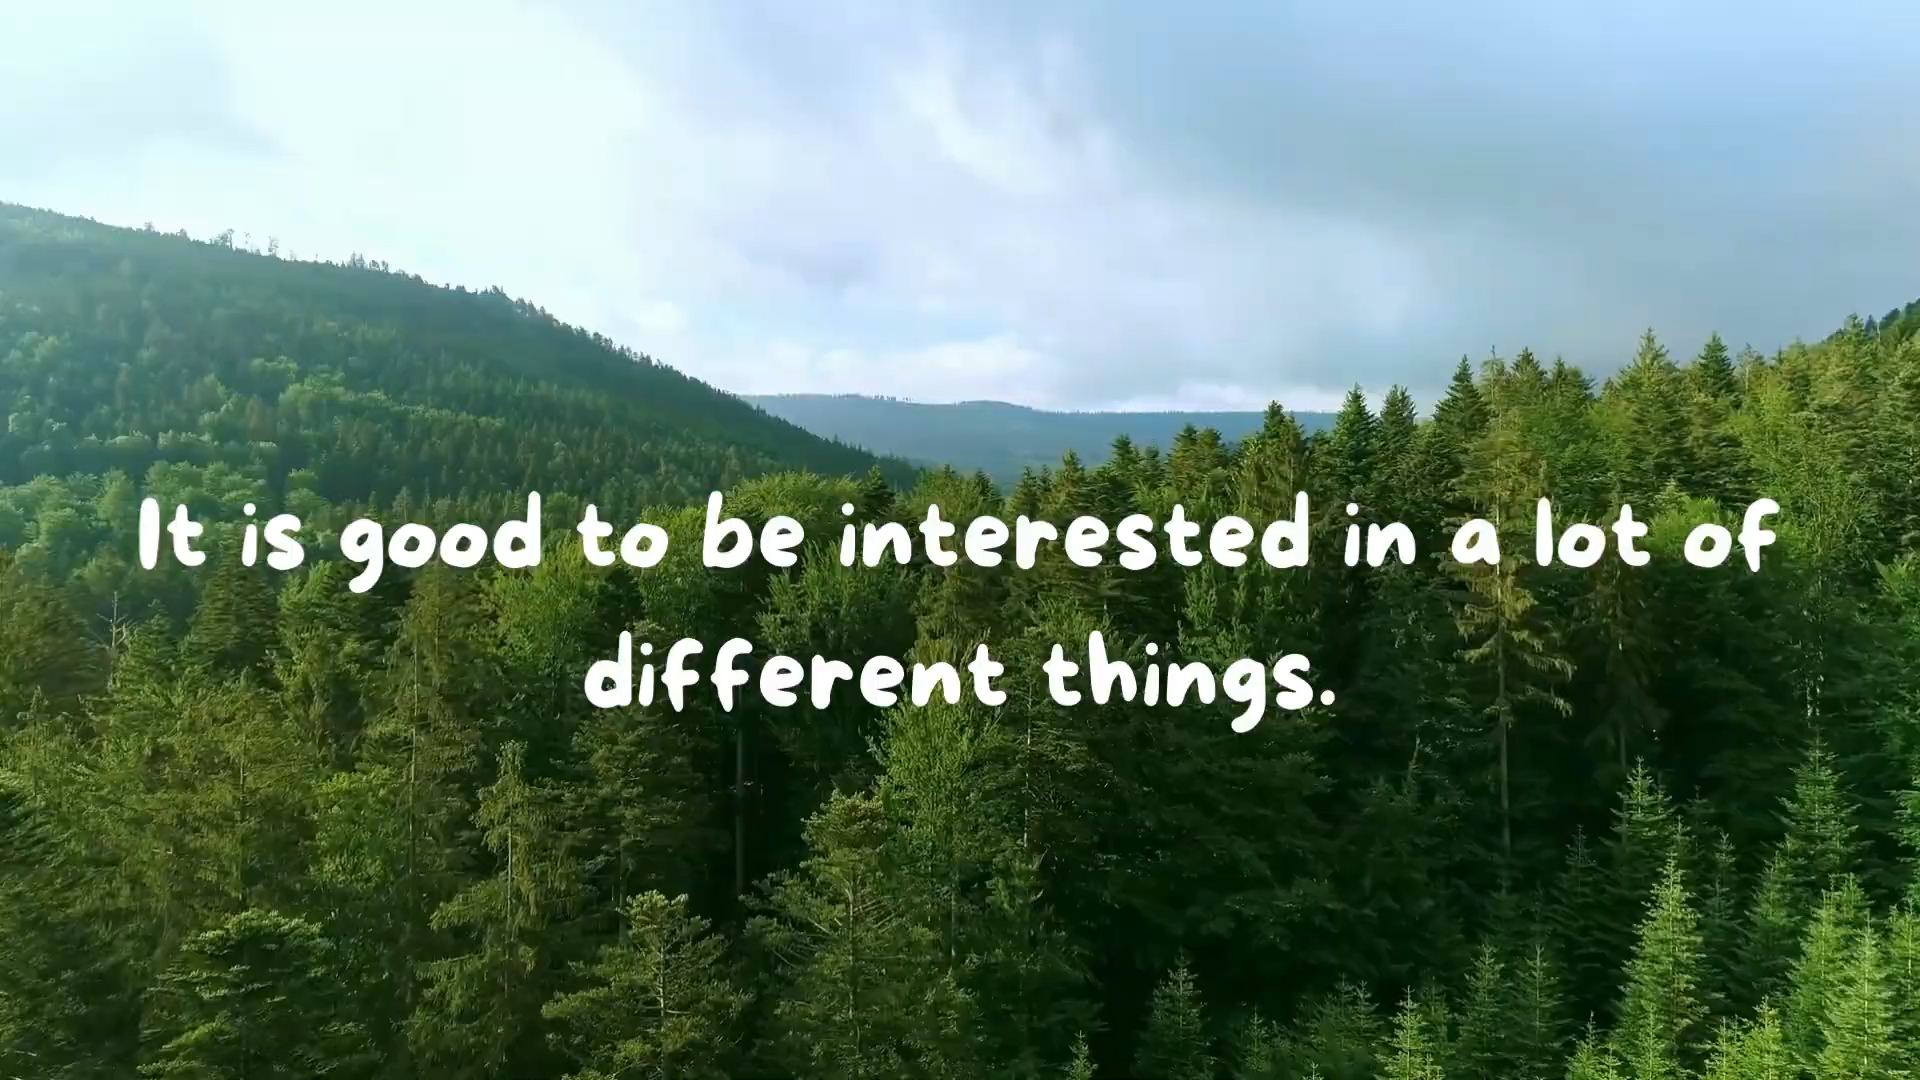 It is good to be interested in a lot of
different things.